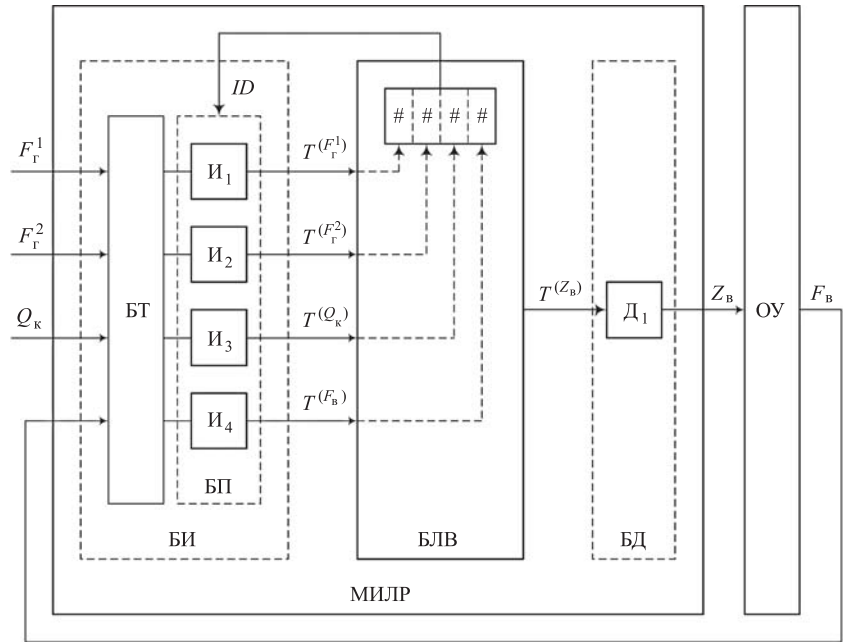 ID
# # # #
F_г^1
И_1
T^(F_г^1)
F_г^2
И_2
T^(F_г^2)
БТ
T^(Z_в)
Z_в
ОУ
F_в
Q_к
И_3
T^(Q_к)
Д_1
И_4
T^(F_в)
БП
БИ
БЛВ
БД
МИЛР